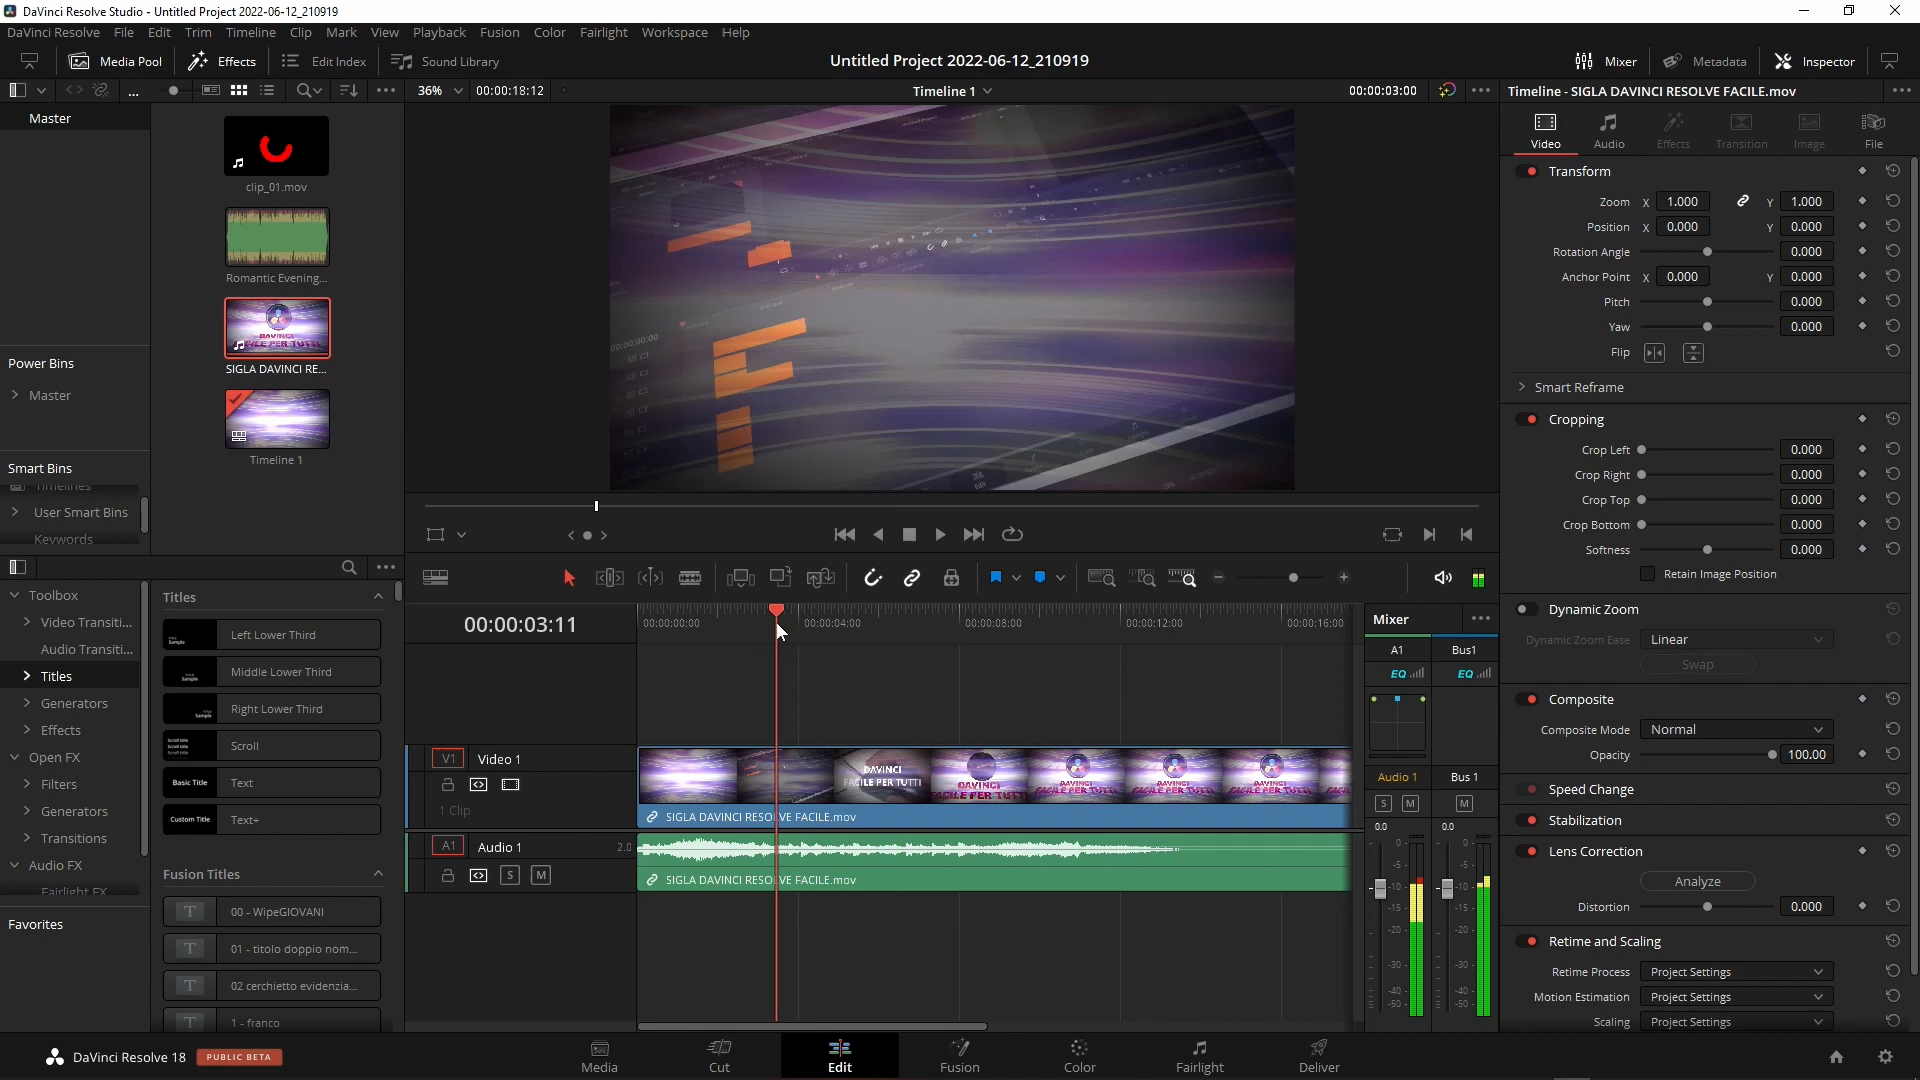 DaVinci Resolve Studio - Untitled Project 2022-06-12_210919
DaVinci Resolve File Edit Trim Timeline Clip Mark View Playback Fusion Color Fairlight Workspace Help
Media Pool Effects Edit Index Sound Library
Untitled Project 2022-06-12_210919
Mixer Metadata Inspector
36% 00:00:18:12 Timeline 1 00:00:03:00
Timeline - SIGLA DAVINCI RESOLVE FACILE.mov
Master
clip_01.mov
Romantic Evening...
SIGLA DAVINCI RE...
Timeline 1
Power Bins
Master
Smart Bins
Timelines
User Smart Bins
Keywords
Video Audio Effects Transition Image File
Transform
Zoom X 1.000 Y 1.000
Position X 0.000 Y 0.000
Rotation Angle 0.000
Anchor Point X 0.000 Y 0.000
Pitch 0.000
Yaw 0.000
Flip
Smart Reframe
Cropping
Crop Left 0.000
Crop Right 0.000
Crop Top 0.000
Crop Bottom 0.000
Softness 0.000
Retain Image Position
Dynamic Zoom
Dynamic Zoom Ease Linear
Swap
Composite
Composite Mode Normal
Opacity 100.00
Speed Change
Stabilization
Lens Correction
Analyze
Distortion 0.000
Retime and Scaling
Retime Process Project Settings
Motion Estimation Project Settings
Scaling Project Settings
Toolbox
Video Transiti...
Audio Transiti...
Titles
Generators
Effects
Open FX
Filters
Generators
Transitions
Audio FX
Fairlight FX
Favorites
Titles
Left Lower Third
Middle Lower Third
Right Lower Third
Scroll
Basic Title Text
Custom Title Text+
Fusion Titles
T 00 - WipeGIOVANI
T 01 - titolo doppio nom...
T 02 cerchietto evidenzia...
T 1 - franco
00:00:03:11
00:00:00:00 00:00:04:00 00:00:08:00 00:00:12:00 00:00:16:00
V1 Video 1
1 Clip
DAVINCI
FACILE PER TUTTI
SIGLA DAVINCI RESOLVE FACILE.mov
A1 Audio 1 2.0
S M
SIGLA DAVINCI RESOLVE FACILE.mov
Mixer
A1 Bus1
EQ EQ
Audio 1 Bus 1
S M M
0.0 0.0
DaVinci Resolve 18 PUBLIC BETA
Media Cut Edit Fusion Color Fairlight Deliver